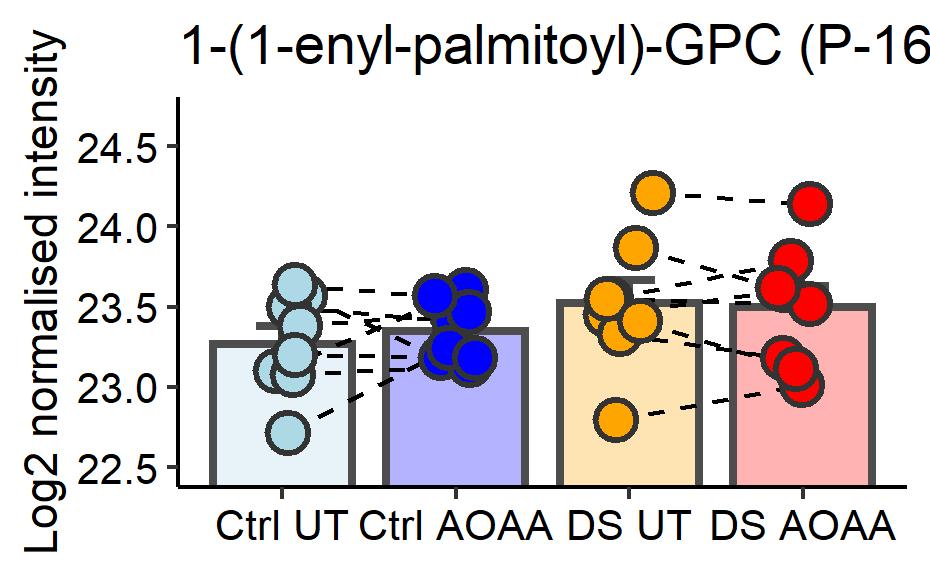 1-(1-enyl-palmitoyl)-GPC (P-16
Log2 normalised intensity
24.5
24.0
23.5
23.0
22.5
Ctrl UT Ctrl AOAA DS UT DS AOAA